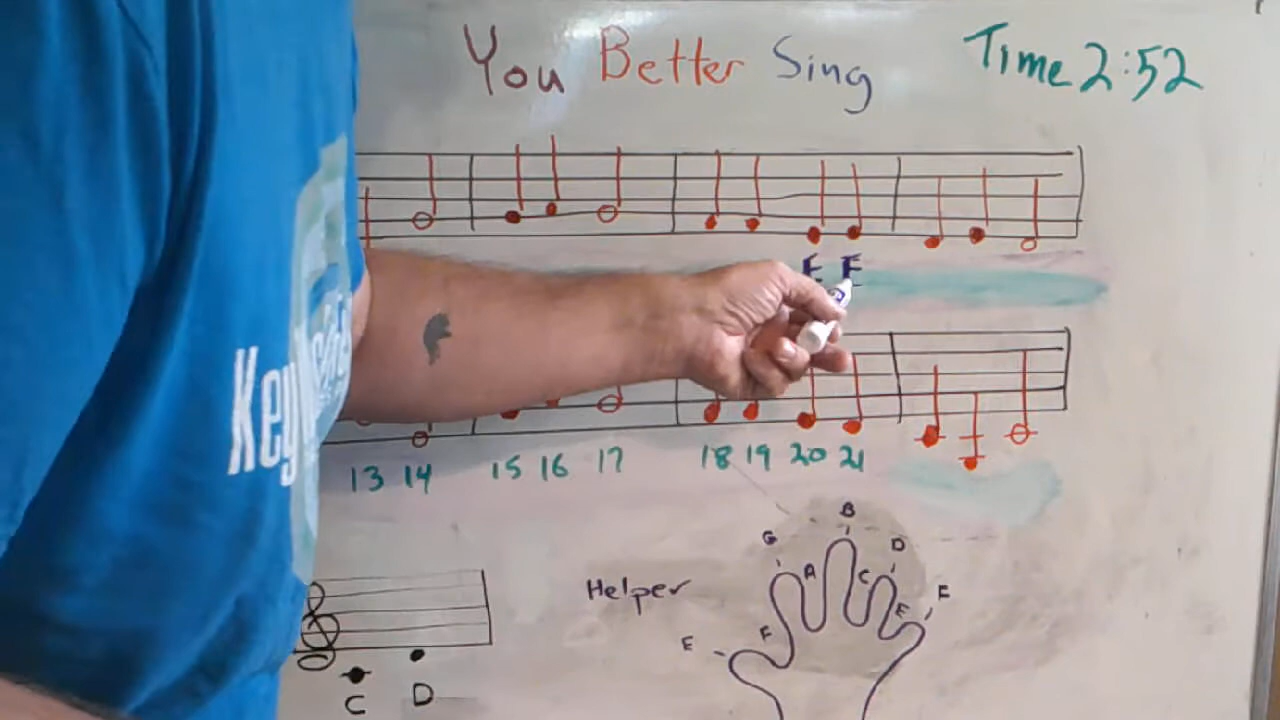 You Better Sing
Time 2:52
F F
13 14 15 16 17 18 19 20 21
B
G D
A C
Helper
F
E
F
E
C D